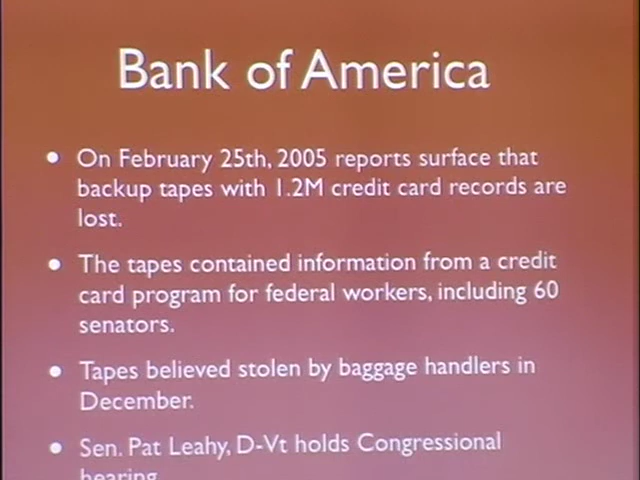 Bank of America
• On February 25th, 2005 reports surface that
backup tapes with 1.2M credit card records are
lost.
• The tapes contained information from a credit
card program for federal workers, including 60
senators.
• Tapes believed stolen by baggage handlers in
December.
• Sen. Pat Leahy, D-Vt holds Congressional
hearing